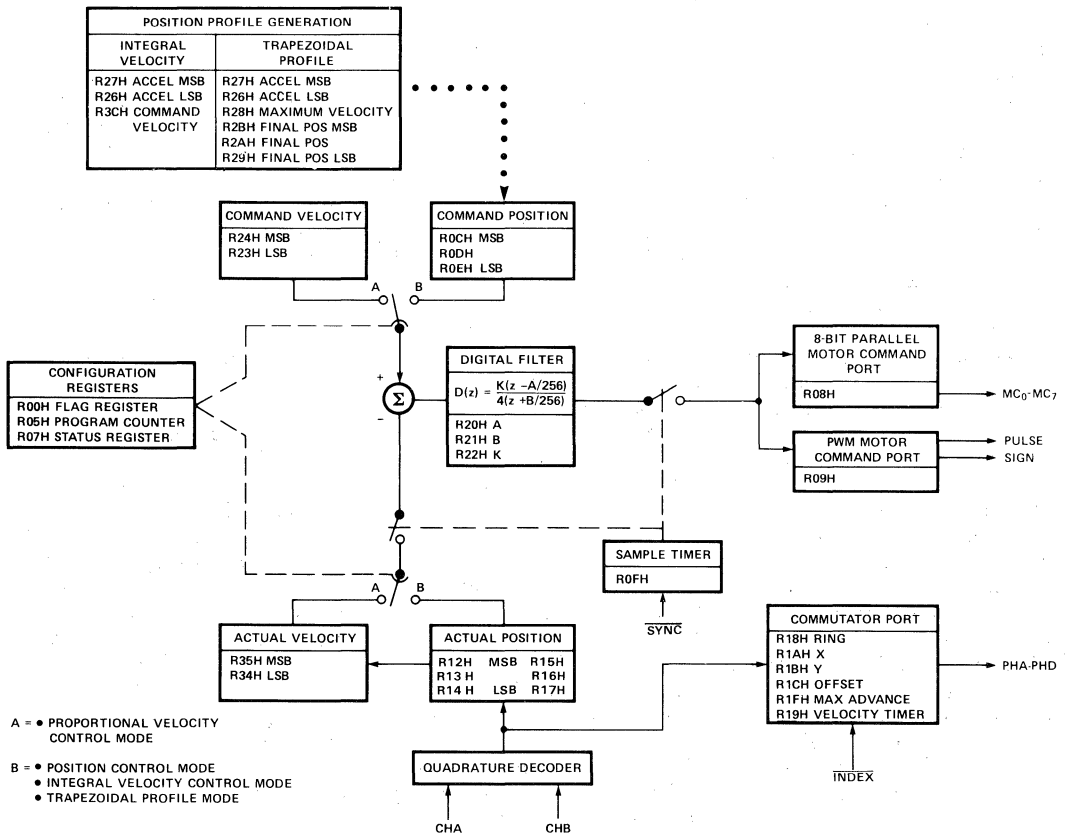 POSITION PROFILE GENERATION
INTEGRAL VELOCITY
R27H ACCEL MSB
R26H ACCEL LSB
R3CH COMMAND
VELOCITY
TRAPEZOIDAL PROFILE
R27H ACCEL MSB
R26H ACCEL LSB
R28H MAXIMUM VELOCITY
R2BH FINAL POS MSB
R2AH FINAL POS
R29H FINAL POS LSB
COMMAND VELOCITY
R24H MSB
R23H LSB
COMMAND POSITION
R0CH MSB
R0DH
R0EH LSB
A
B
CONFIGURATION
REGISTERS
R00H FLAG REGISTER
R05H PROGRAM COUNTER
R07H STATUS REGISTER
+
Σ
−
DIGITAL FILTER
D(z) = K(z −A/256)
4(z +B/256)
R20H A
R21H B
R22H K
8-BIT PARALLEL
MOTOR COMMAND
PORT
R08H
MC0-MC7
PWM MOTOR
COMMAND PORT
R09H
PULSE
SIGN
SAMPLE TIMER
R0FH
SYNC
A
B
ACTUAL VELOCITY
R35H MSB
R34H LSB
ACTUAL POSITION
R12H MSB R15H
R13H R16H
R14H LSB R17H
COMMUTATOR PORT
R18H RING
R1AH X
R1BH Y
R1CH OFFSET
R1FH MAX ADVANCE
R19H VELOCITY TIMER
PHA-PHD
INDEX
QUADRATURE DECODER
CHA
CHB
A = • PROPORTIONAL VELOCITY
CONTROL MODE
B = • POSITION CONTROL MODE
• INTEGRAL VELOCITY CONTROL MODE
• TRAPEZOIDAL PROFILE MODE